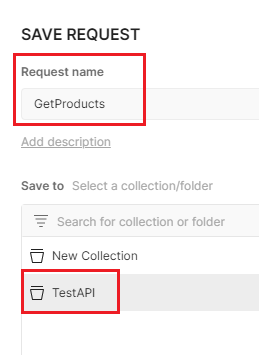 SAVE REQUEST
Request name
GetProducts
Add description
Save to Select a collection/folder
Search for collection or folder
New Collection
TestAPI